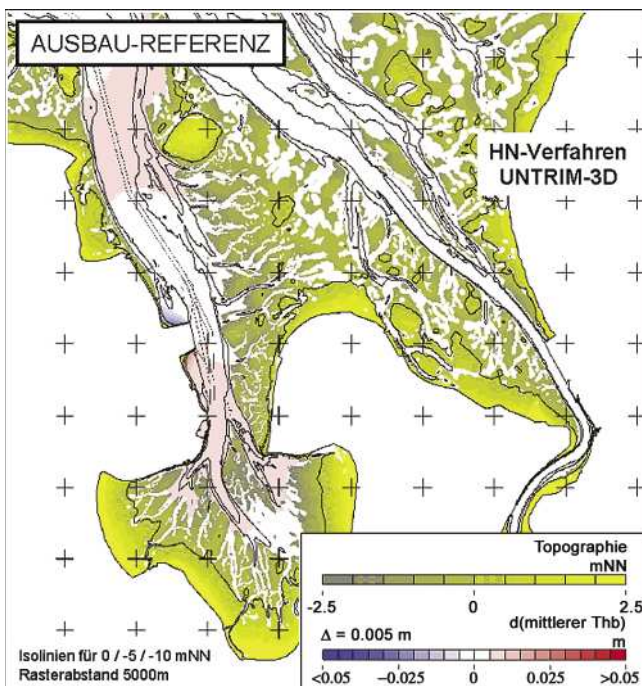 AUSBAU-REFERENZ
HN-Verfahren
UNTRIM-3D
Topographie
mNN
-2.5 0 2.5
d(mittlerer Thb)
Δ = 0.005 m m
<0.05 -0.025 0 0.025 >0.05
Isolinien für 0 / -5 / -10 mNN
Rasterabstand 5000m